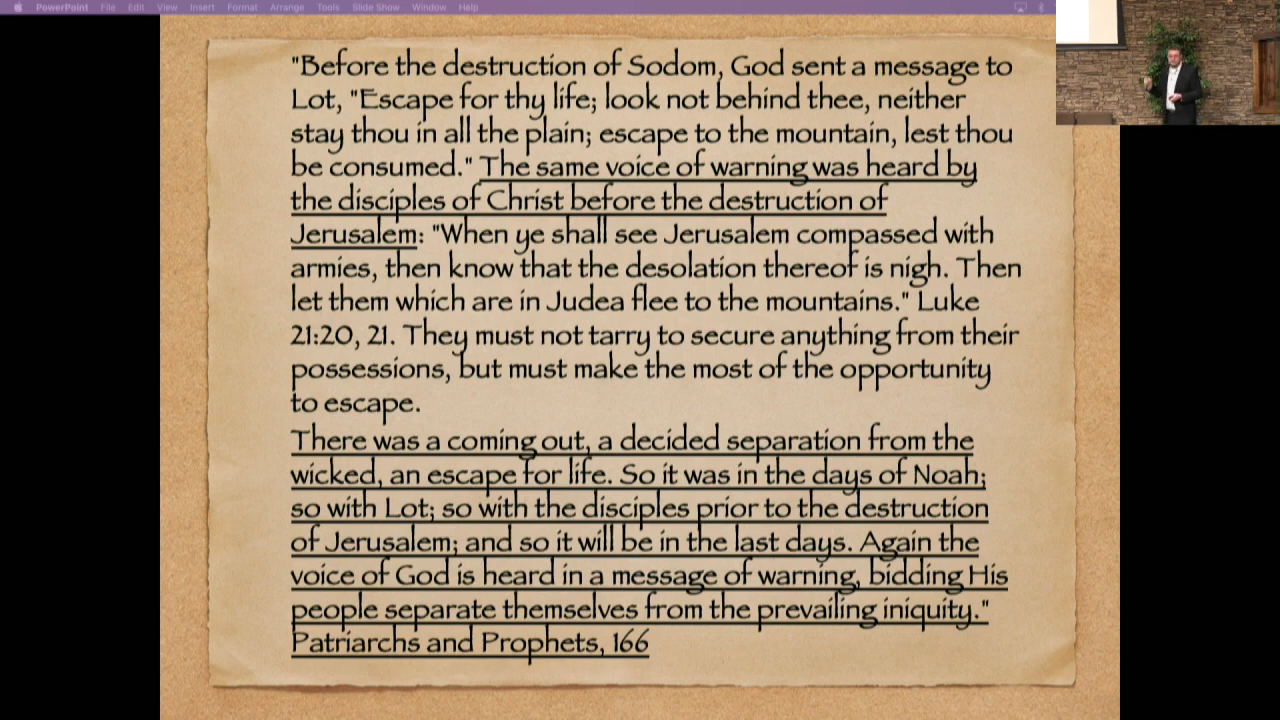 PowerPoint File Edit View Insert Format Arrange Tools Slide Show Window Help
"Before the destruction of Sodom, God sent a message to
Lot, "Escape for thy life; look not behind thee, neither
stay thou in all the plain; escape to the mountain, lest thou
be consumed." The same voice of warning was heard by
the disciples of Christ before the destruction of
Jerusalem: "When ye shall see Jerusalem compassed with
armies, then know that the desolation thereof is nigh. Then
let them which are in Judea flee to the mountains." Luke
21:20, 21. They must not tarry to secure anything from their
possessions, but must make the most of the opportunity
to escape.
There was a coming out, a decided separation from the
wicked, an escape for life. So it was in the days of Noah;
so with Lot; so with the disciples prior to the destruction
of Jerusalem; and so it will be in the last days. Again the
voice of God is heard in a message of warning, bidding His
people separate themselves from the prevailing iniquity."
Patriarchs and Prophets, 166